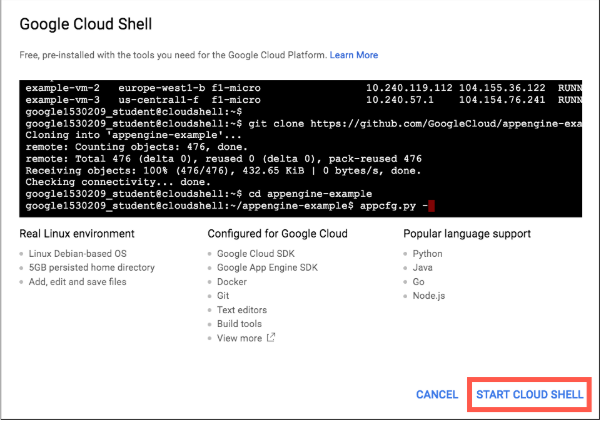 Google Cloud Shell
Free, pre-installed with the tools you need for the Google Cloud Platform. Learn More
example-vm-2 europe-west1-b f1-micro 10.240.119.112 104.155.36.122 RUNN
example-vm-3 us-central1-f f1-micro 10.240.57.1 104.154.76.241 RUNN
google1530209_student@cloudshell:~$
google1530209_student@cloudshell:~$ git clone https://github.com/GoogleCloud/appengine-exa
Cloning into 'appengine-example'...
remote: Counting objects: 476, done.
remote: Total 476 (delta 0), reused 0 (delta 0), pack-reused 476
Receiving objects: 100% (476/476), 432.65 KiB | 0 bytes/s, done.
Checking connectivity... done.
google1530209_student@cloudshell:~$ cd appengine-example
google1530209_student@cloudshell:~/appengine-example$ appcfg.py -
Real Linux environment
Linux Debian-based OS
5GB persisted home directory
Add, edit and save files
Configured for Google Cloud
Google Cloud SDK
Google App Engine SDK
Docker
Git
Text editors
Build tools
View more
Popular language support
Python
Java
Go
Node.js
CANCEL START CLOUD SHELL